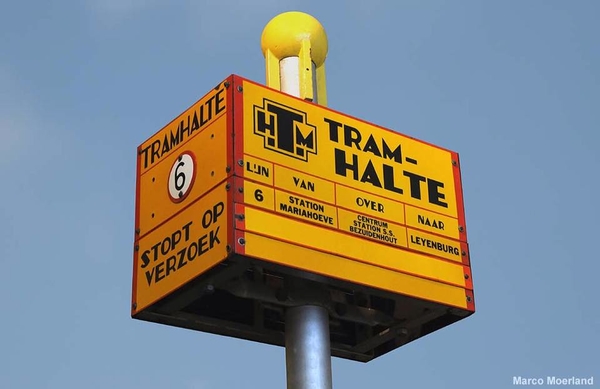 TRAMHALTE
6
STOPT OP
VERZOEK
HTM
TRAM-
HALTE
LIJN VAN OVER NAAR
6 STATION MARIAHOEVE CENTRUM STATION S.S. BEZUIDENHOUT LEYENBURG
Marco Moerland